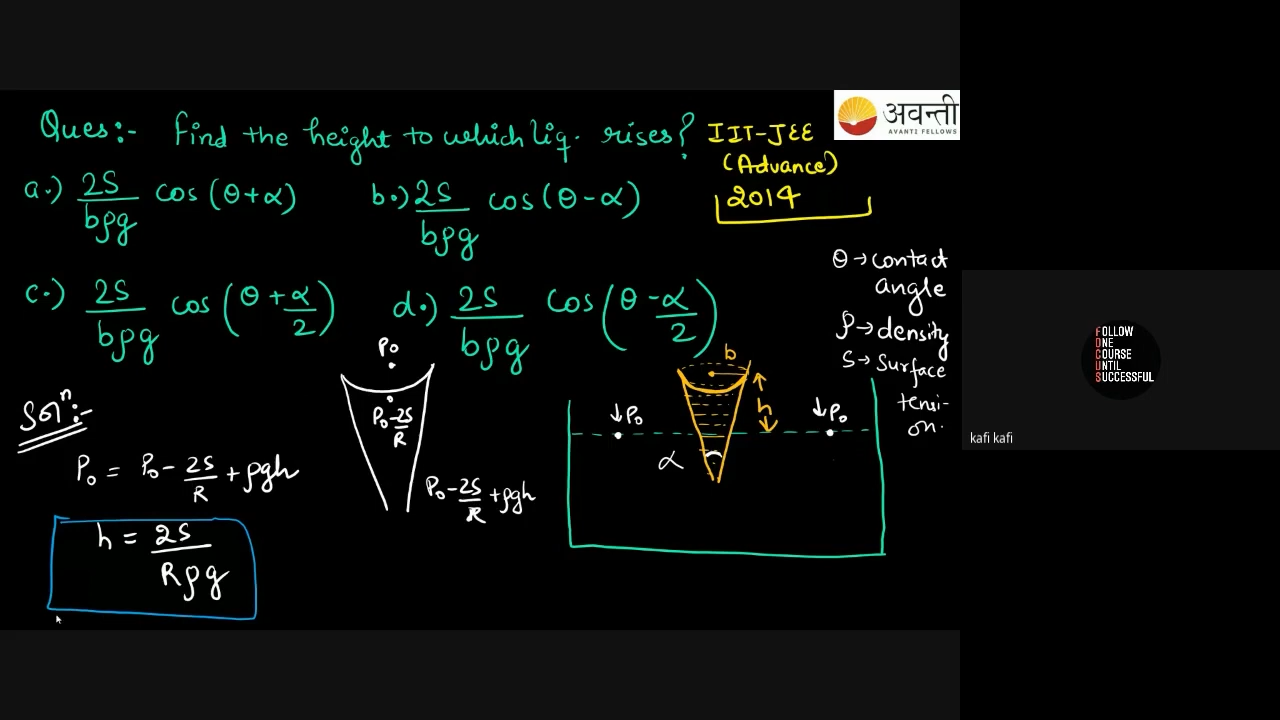 Ques:- find the height to which liq. rises? IIT-JEE
(Advance)
2014
अवन्ती
AVANTI FELLOWS
a.) 2S/bρg cos(θ+α) b.) 2S/bρg cos(θ-α)
c.) 2S/bρg cos(θ+α/2) d.) 2S/bρg cos(θ-α/2)
θ→contact
angle
ρ→density
S→Surface
tensi-
on.
Solⁿ:-
P₀ = P₀ - 2S/R + ρgh
h = 2S/Rρg
P₀
P₀-2S/R
P₀-2S/R+ρgh
b
h
↓P₀
↓P₀
α
FOLLOW
ONE
COURSE
UNTIL
SUCCESSFUL
kafi kafi